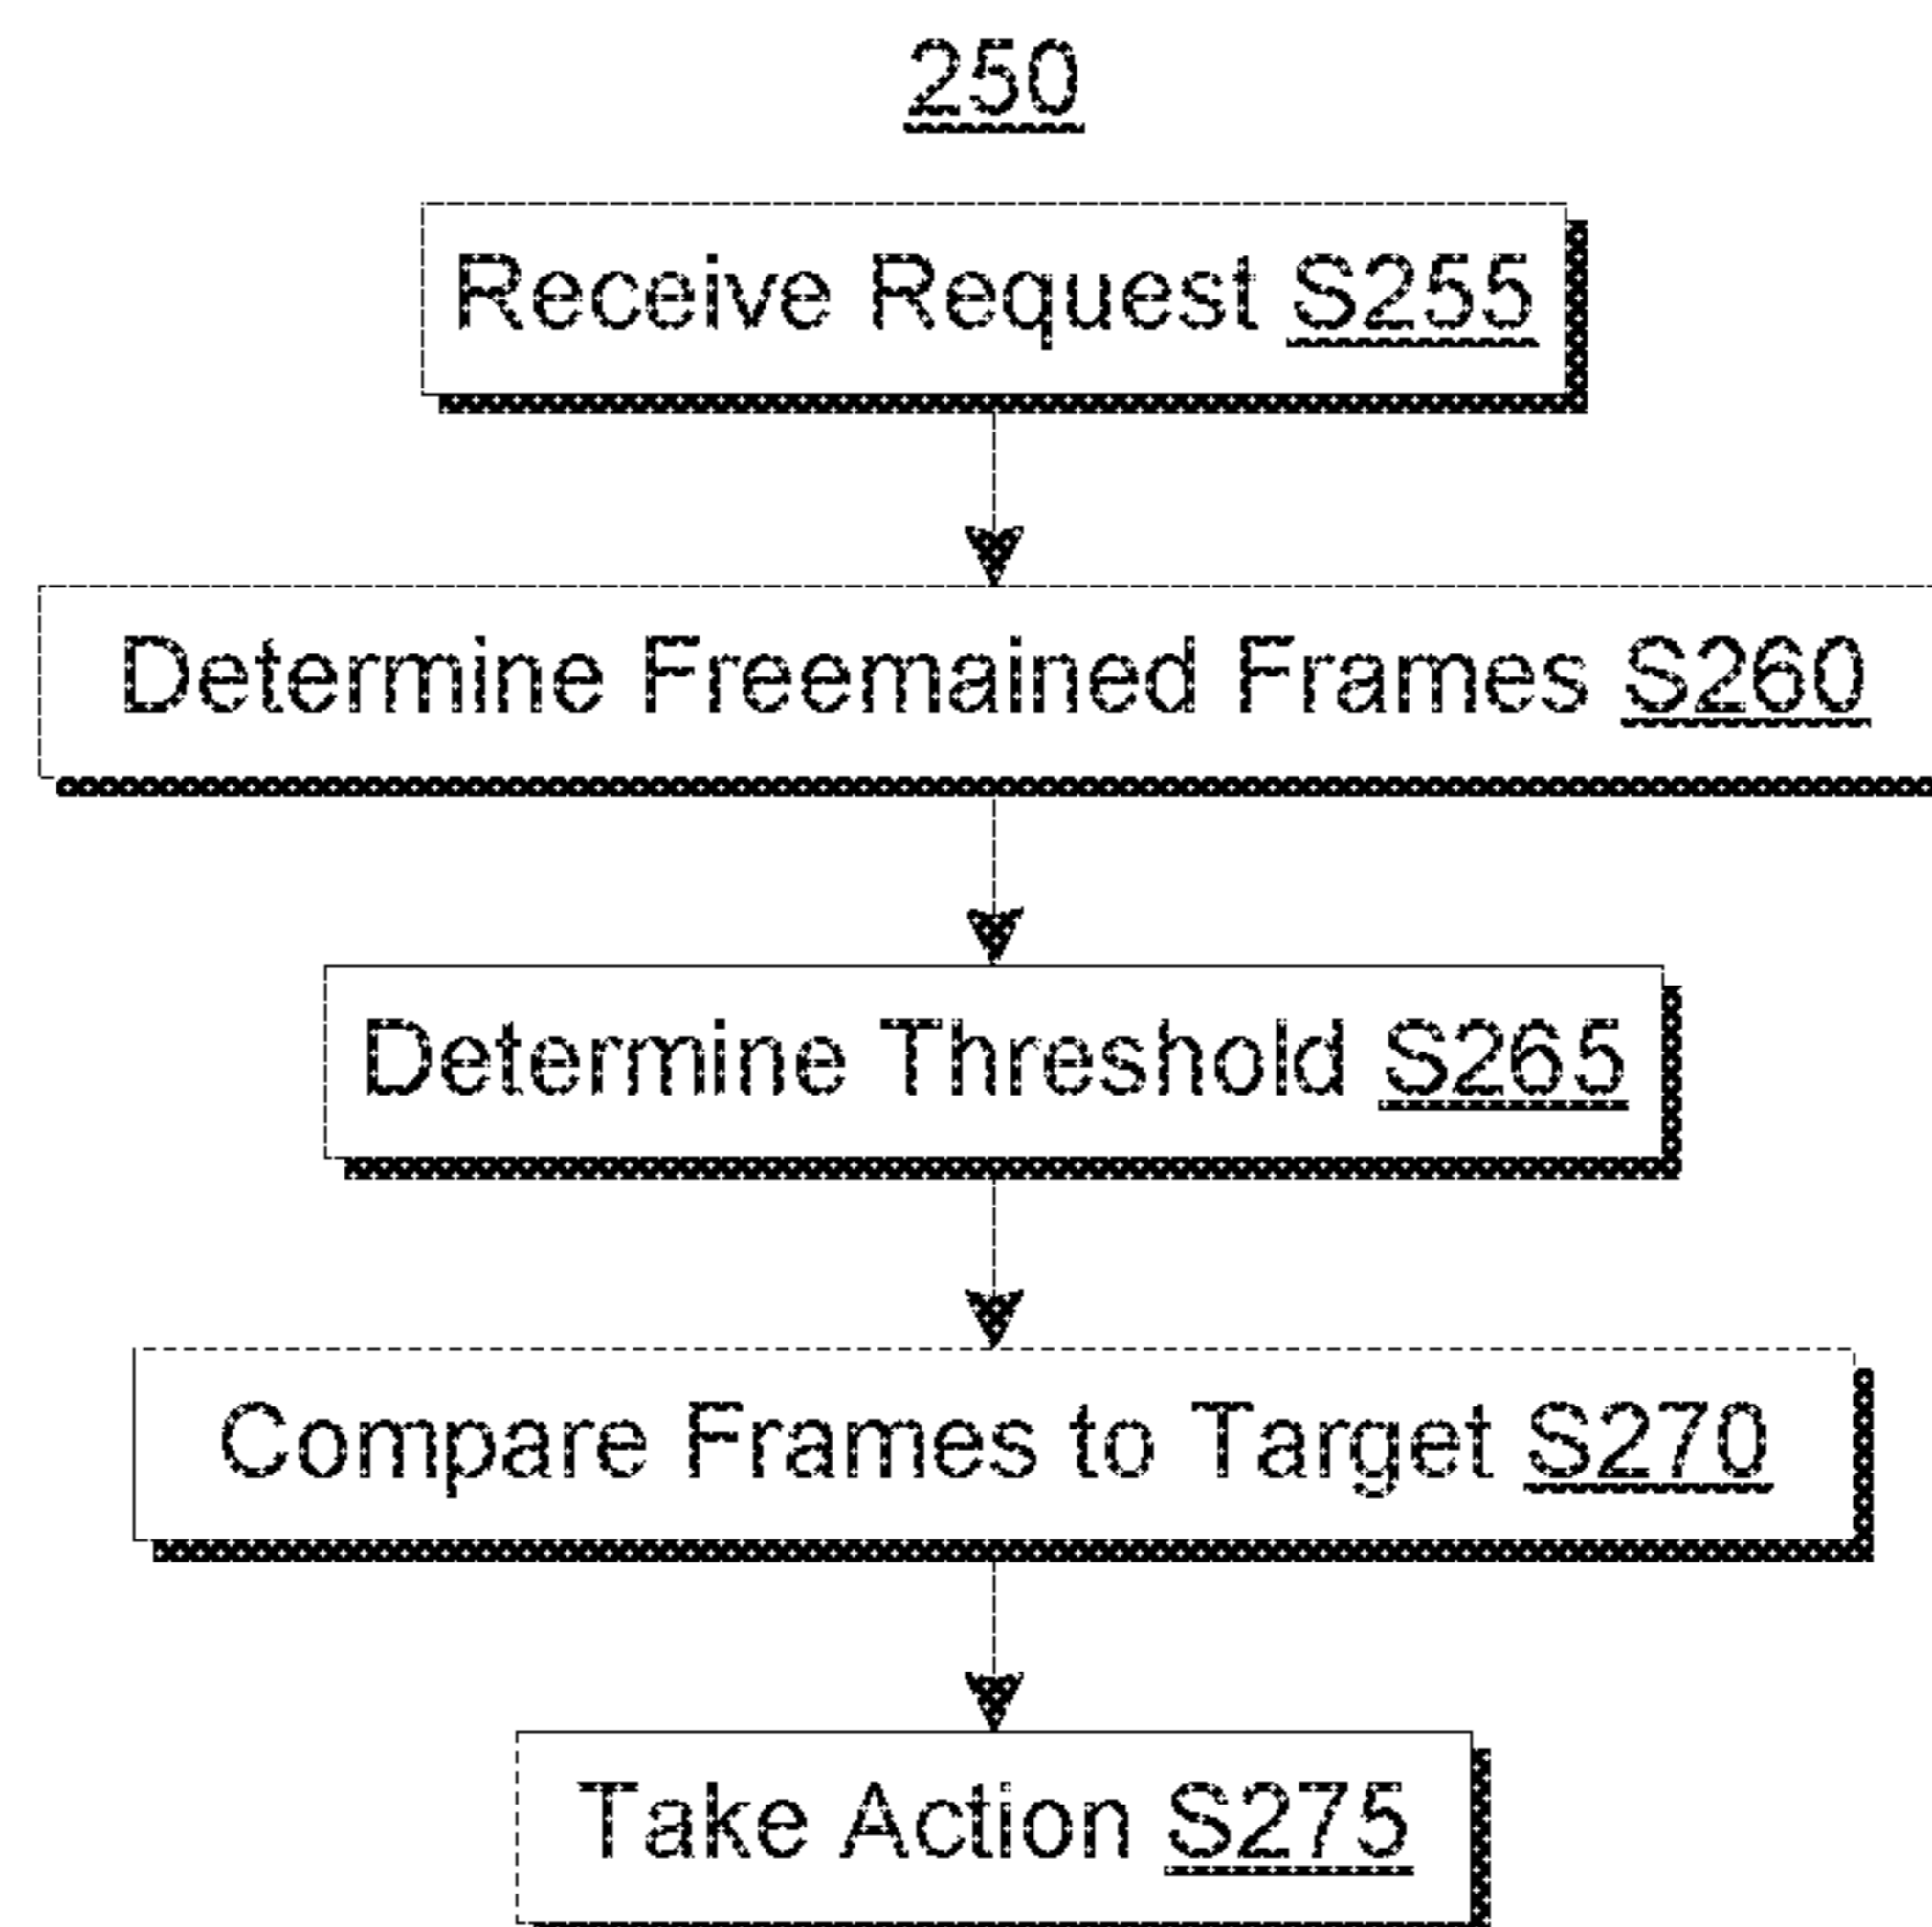 250
Receive Request S255
Determine Freemained Frames S260
Determine Threshold S265
Compare Frames to Target S270
Take Action S275